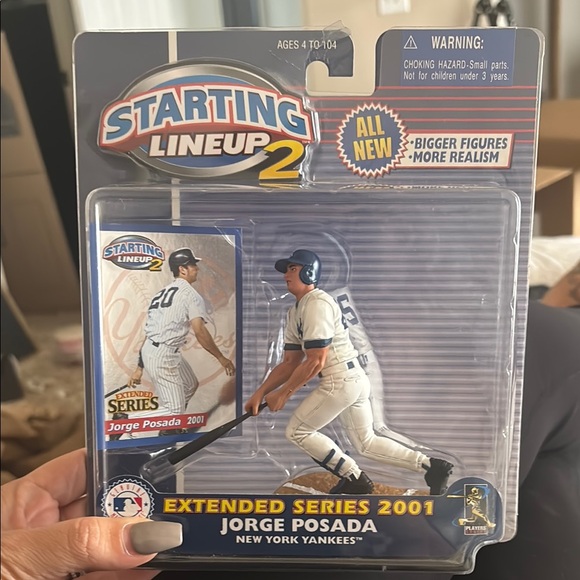 AGES 4 TO 104
WARNING:
CHOKING HAZARD-Small parts.
Not for children under 3 years.
STARTING
LINEUP 2
ALL
NEW
•BIGGER FIGURES
•MORE REALISM
STARTING
LINEUP 2
20
EXTENDED
SERIES
Jorge Posada 2001
EXTENDED SERIES 2001
JORGE POSADA
NEW YORK YANKEES™
GENUINE
PLAYERS